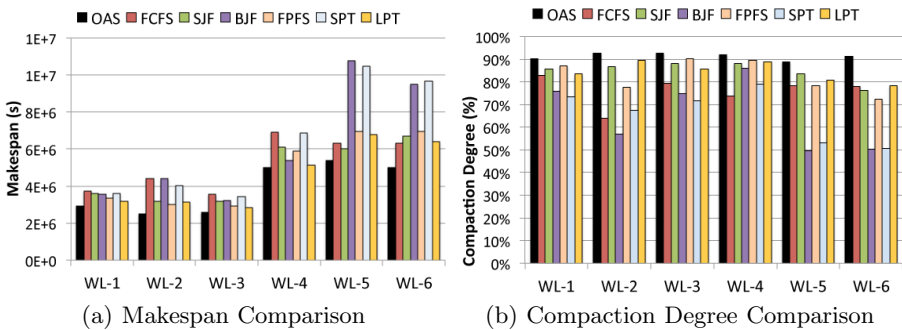 OAS FCFS SJF BJF FPFS SPT LPT
Makespan (s)
1E+7
1E+7
8E+6
6E+6
4E+6
2E+6
0E+0
WL-1 WL-2 WL-3 WL-4 WL-5 WL-6
(a) Makespan Comparison
OAS FCFS SJF BJF FPFS SPT LPT
Compaction Degree (%)
100%
90%
80%
70%
60%
50%
40%
30%
20%
10%
0%
WL-1 WL-2 WL-3 WL-4 WL-5 WL-6
(b) Compaction Degree Comparison